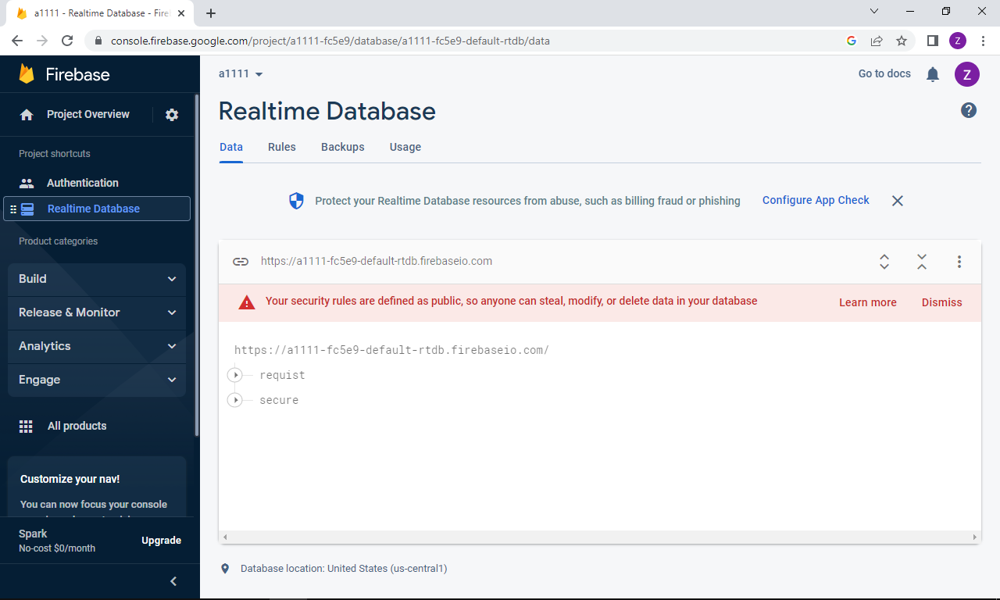 a1111 - Realtime Database - Fire
console.firebase.google.com/project/a1111-fc5e9/database/a1111-fc5e9-default-rtdb/data
Z
Firebase
a1111
Go to docs
Z
Project Overview
Realtime Database
Data Rules Backups Usage
Project shortcuts
Authentication
Realtime Database
Protect your Realtime Database resources from abuse, such as billing fraud or phishing
Configure App Check
Product categories
Build
Release & Monitor
Analytics
Engage
All products
https://a1111-fc5e9-default-rtdb.firebaseio.com
Your security rules are defined as public, so anyone can steal, modify, or delete data in your database
Learn more
Dismiss
https://a1111-fc5e9-default-rtdb.firebaseio.com/
requist
secure
Customize your nav!
You can now focus your console
Spark
No-cost $0/month
Upgrade
Database location: United States (us-central1)